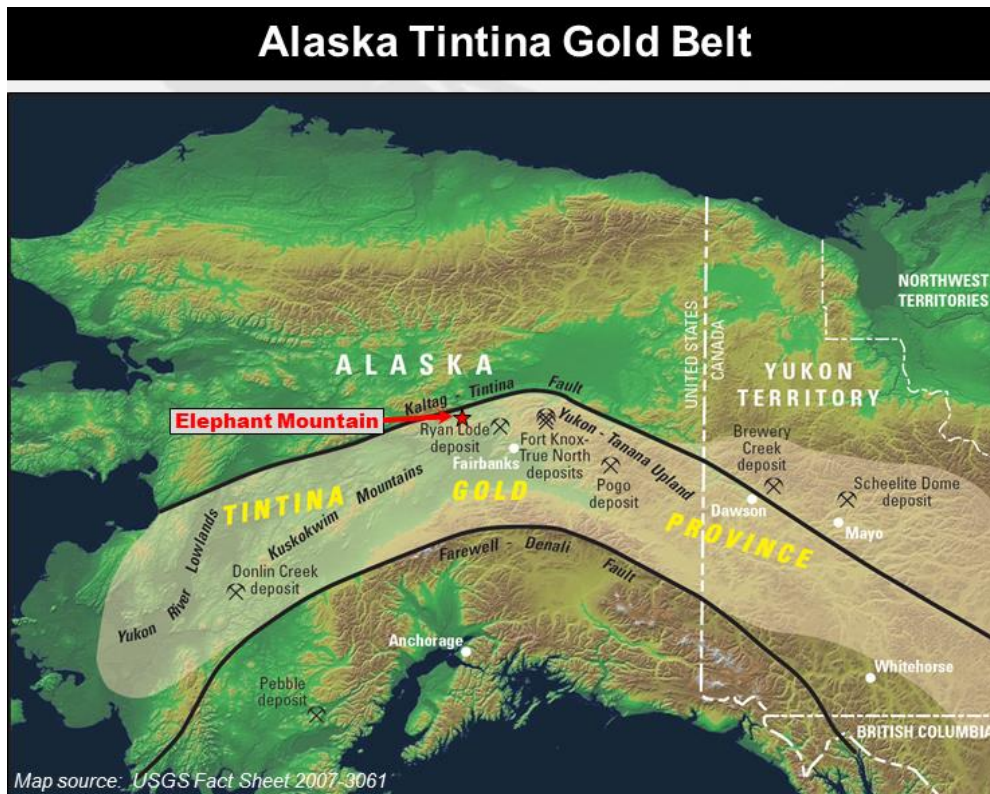 Alaska Tintina Gold Belt
NORTHWEST
TERRITORIES
UNITED STATES
CANADA
ALASKA
YUKON
TERRITORY
Kaltag - Tintina Fault
Elephant Mountain
Ryan Lode
deposit
Fairbanks
Fort Knox-
True North
deposits
Yukon - Tanana Upland
Pogo
deposit
Brewery
Creek
deposit
Dawson
Scheelite Dome
deposit
Mayo
TINTINA
GOLD
PROVINCE
Kuskokwim Mountains
Yukon River Lowlands
Donlin Creek
deposit
Farewell - Denali Fault
Anchorage
Pebble
deposit
Whitehorse
BRITISH COLUMBIA
Map source: USGS Fact Sheet 2007-3061